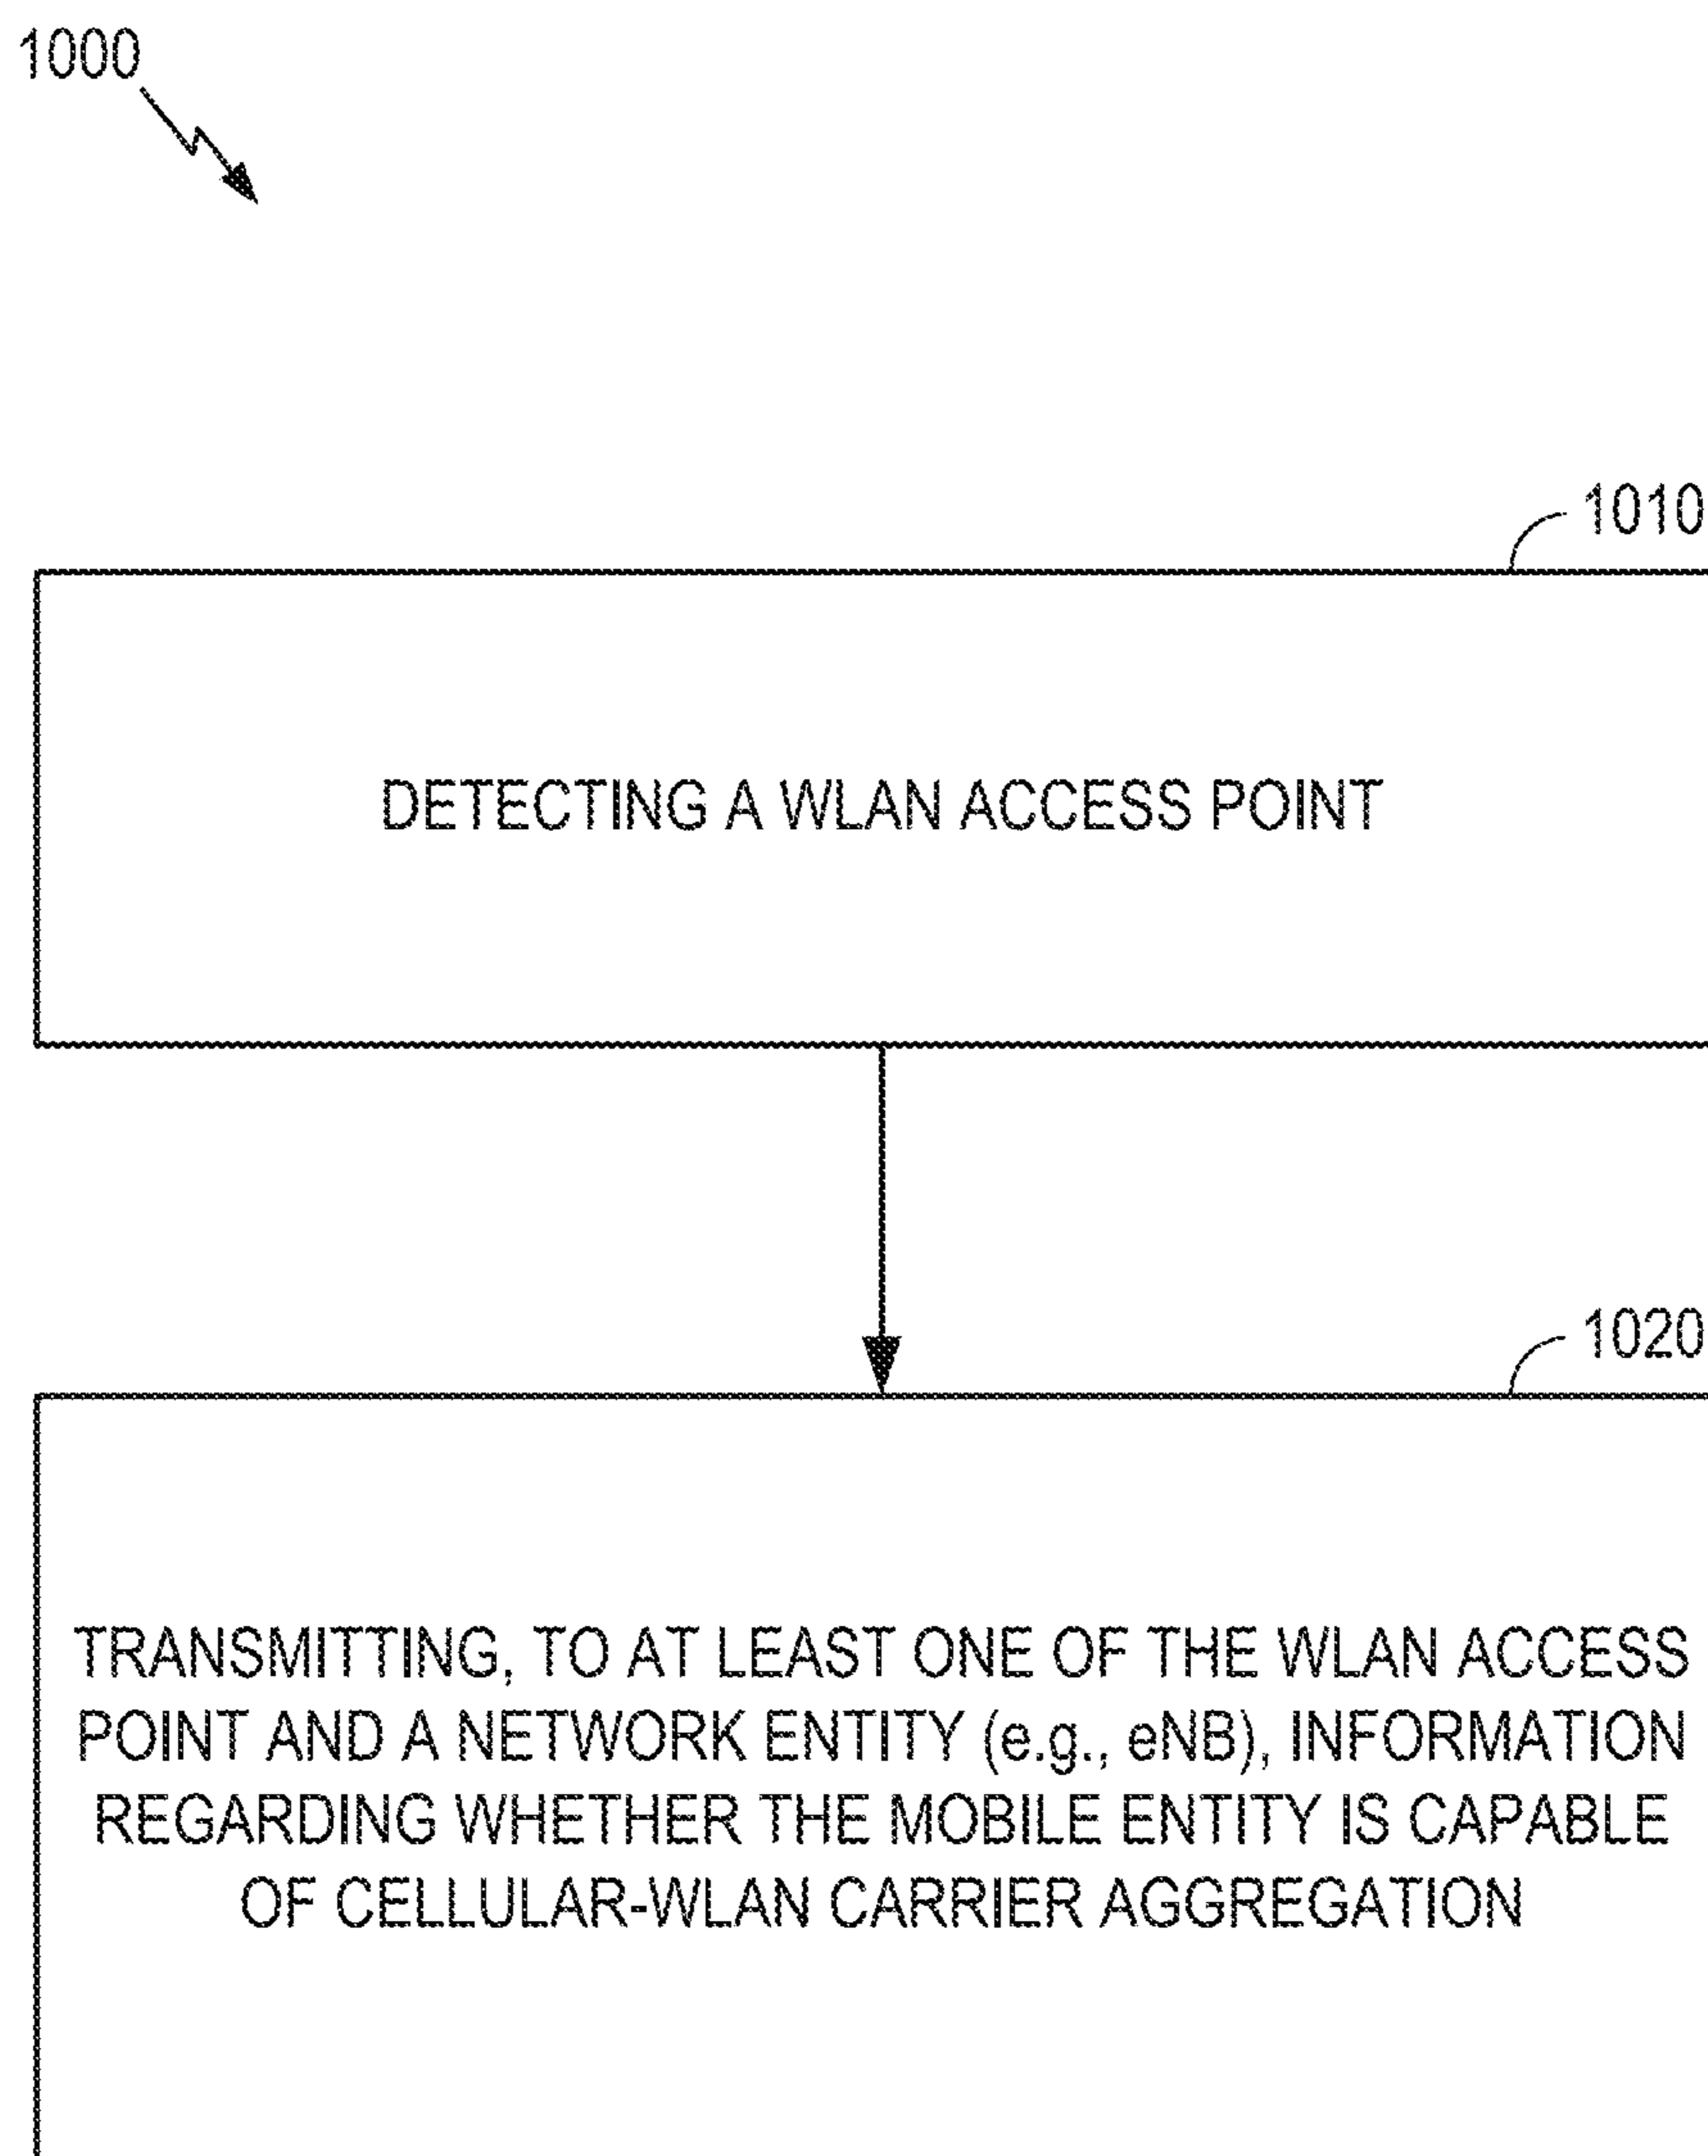 1000
1010
DETECTING A WLAN ACCESS POINT
1020
TRANSMITTING, TO AT LEAST ONE OF THE WLAN ACCESS
POINT AND A NETWORK ENTITY (e.g., eNB), INFORMATION
REGARDING WHETHER THE MOBILE ENTITY IS CAPABLE
OF CELLULAR-WLAN CARRIER AGGREGATION